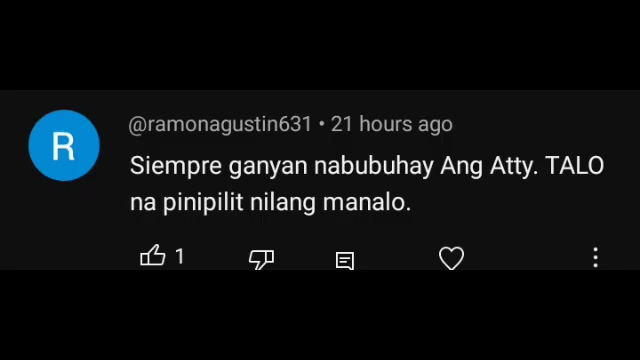 R
@ramonagustin631 • 21 hours ago
Siempre ganyan nabubuhay Ang Atty. TALO
na pinipilit nilang manalo.
1